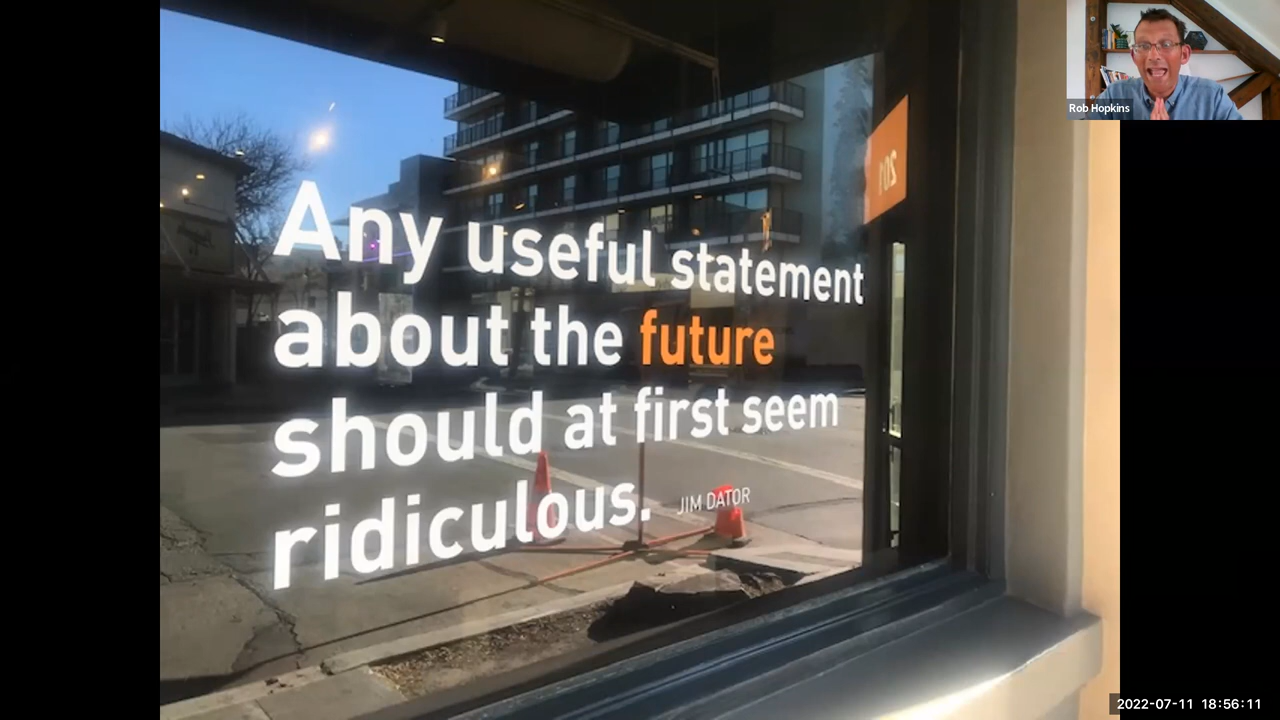 Rob Hopkins
201
Any useful statement
about the future
should at first seem
ridiculous. JIM DATOR
2022-07-11 18:56:11